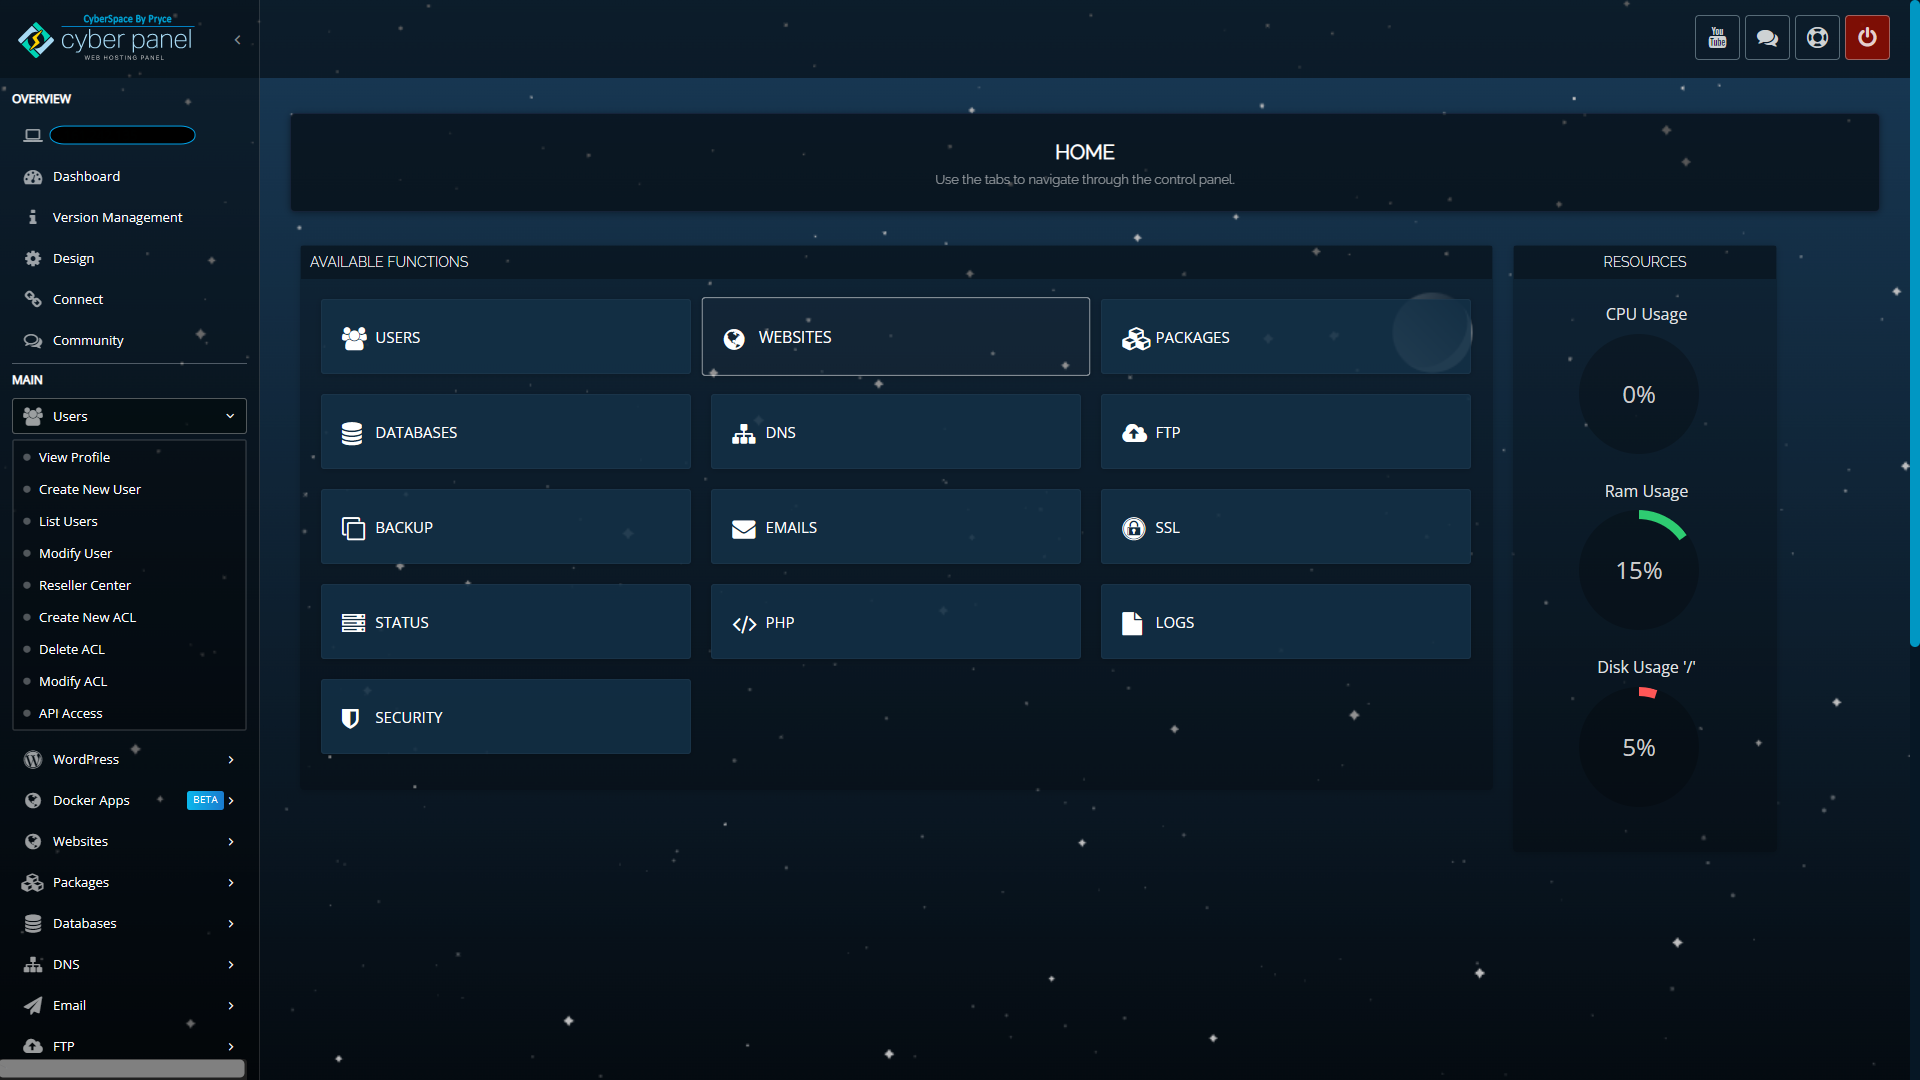 CyberSpace By Pryce
cyber panel
WEB HOSTING PANEL
You
Tube
OVERVIEW
Dashboard
Version Management
Design
Connect
Community
MAIN
Users
View Profile
Create New User
List Users
Modify User
Reseller Center
Create New ACL
Delete ACL
Modify ACL
API Access
WordPress
Docker Apps BETA
Websites
Packages
Databases
DNS
Email
FTP
HOME
Use the tabs to navigate through the control panel.
AVAILABLE FUNCTIONS
USERS
WEBSITES
PACKAGES
DATABASES
DNS
FTP
BACKUP
EMAILS
SSL
STATUS
PHP
LOGS
SECURITY
RESOURCES
CPU Usage
0%
Ram Usage
15%
Disk Usage '/'
5%